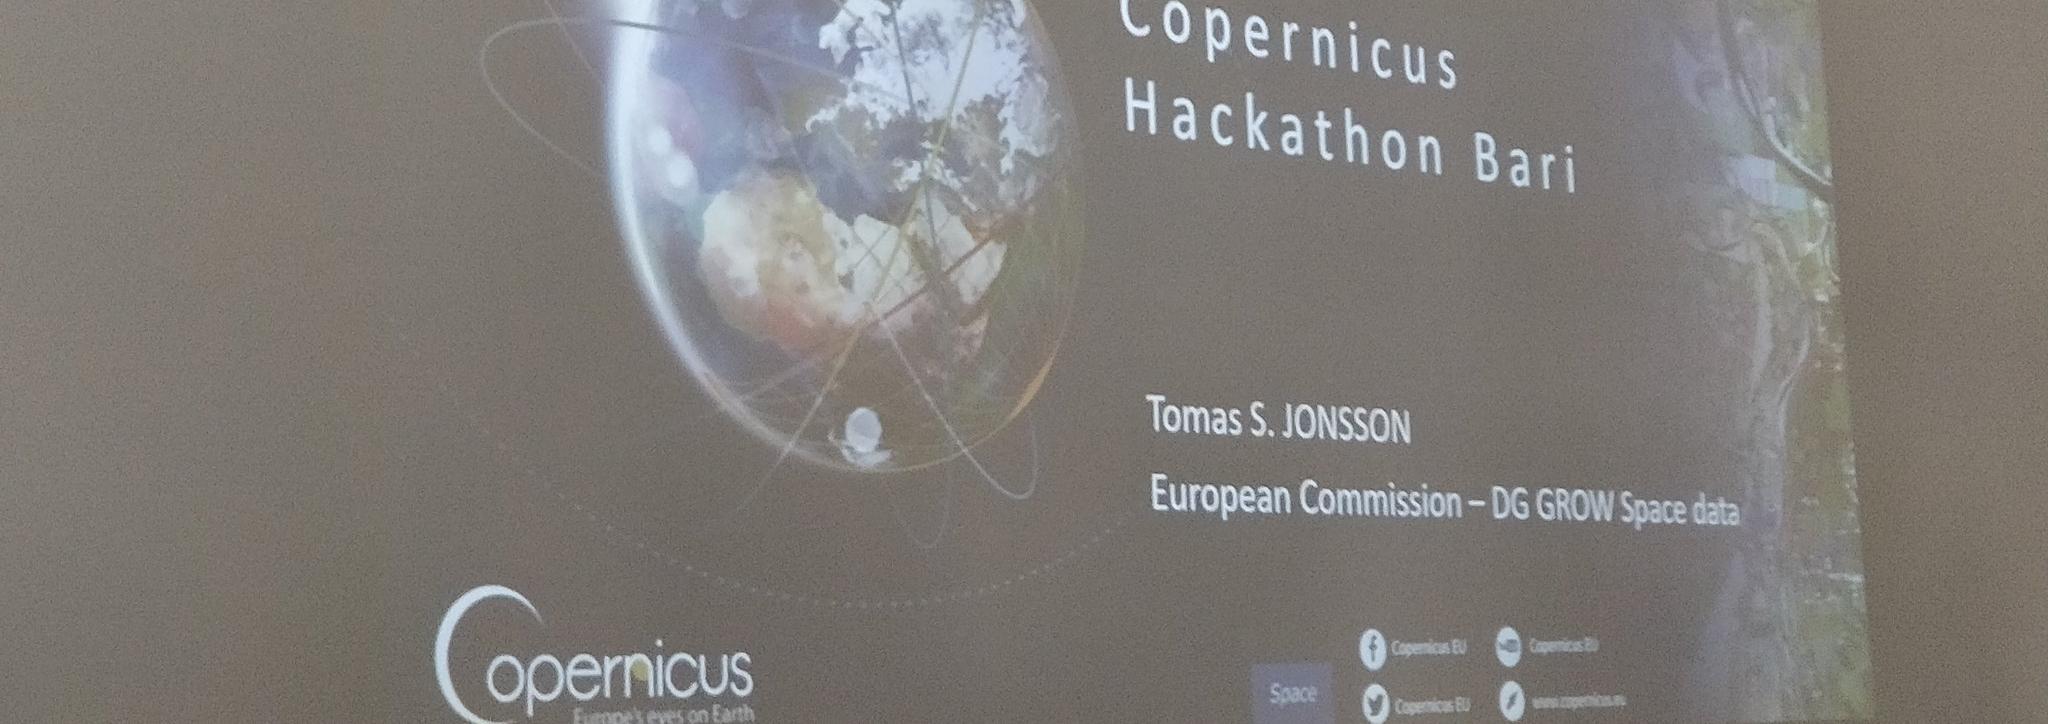 Copernicus
Hackathon Bari
Tomas S. JONSSON
European Commission – DG GROW Space data
Copernicus
Europe's eyes on Earth
Space
Copernicus EU
Copernicus EU
Copernicus EU
www.copernicus.eu